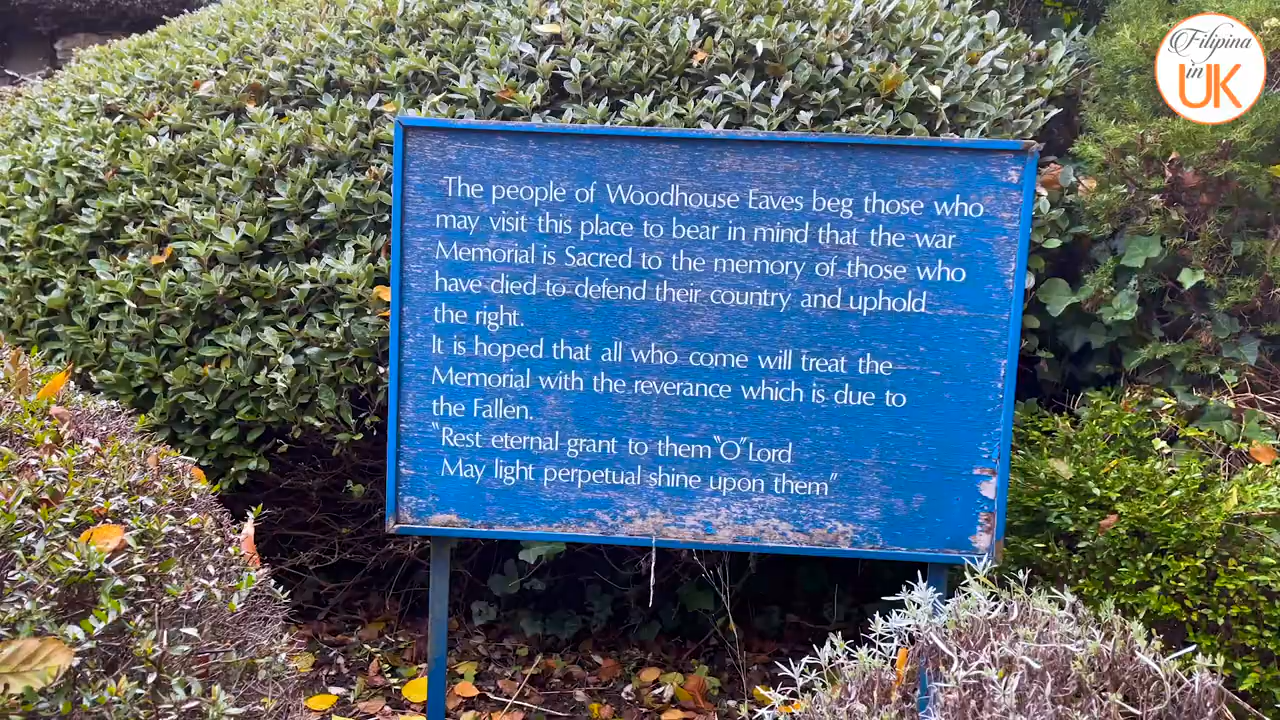 Filipina
in
UK
The people of Woodhouse Eaves beg those who
may visit this place to bear in mind that the war
Memorial is Sacred to the memory of those who
have died to defend their country and uphold
the right.
It is hoped that all who come will treat the
Memorial with the reverance which is due to
the Fallen.
"Rest eternal grant to them "O" Lord
May light perpetual shine upon them"